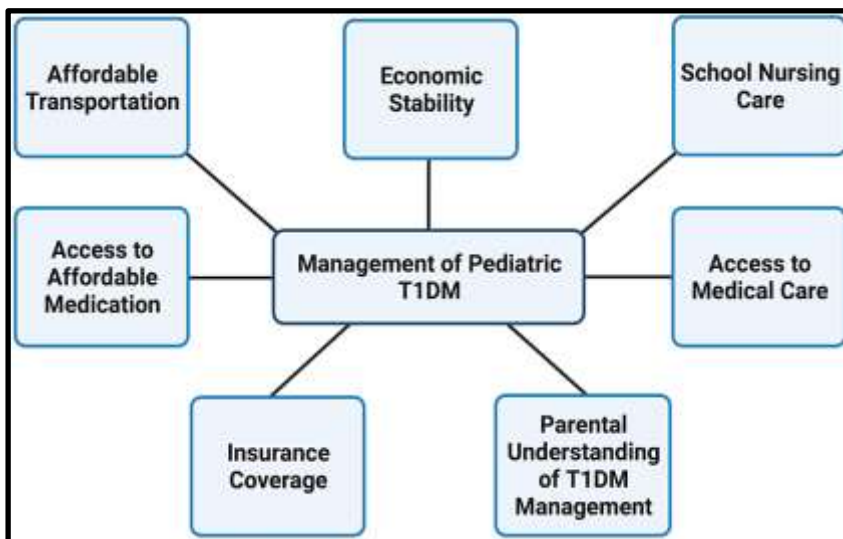 Affordable
Transportation
Economic
Stability
School Nursing
Care
Access to
Affordable
Medication
Management of Pediatric
T1DM
Access to
Medical Care
Insurance
Coverage
Parental
Understanding
of T1DM
Management